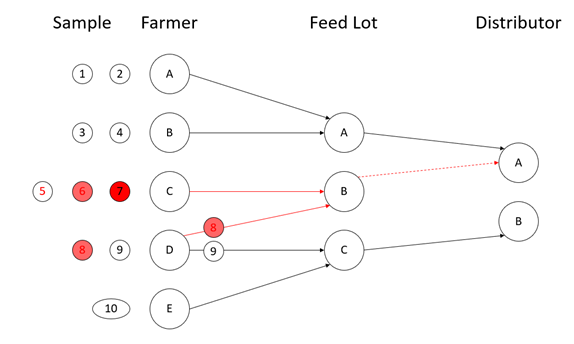 Sample Farmer Feed Lot Distributor
1 2 A
3 4 B A
A
5 6 7 C B
8
B
8 9 D 9 C
10 E